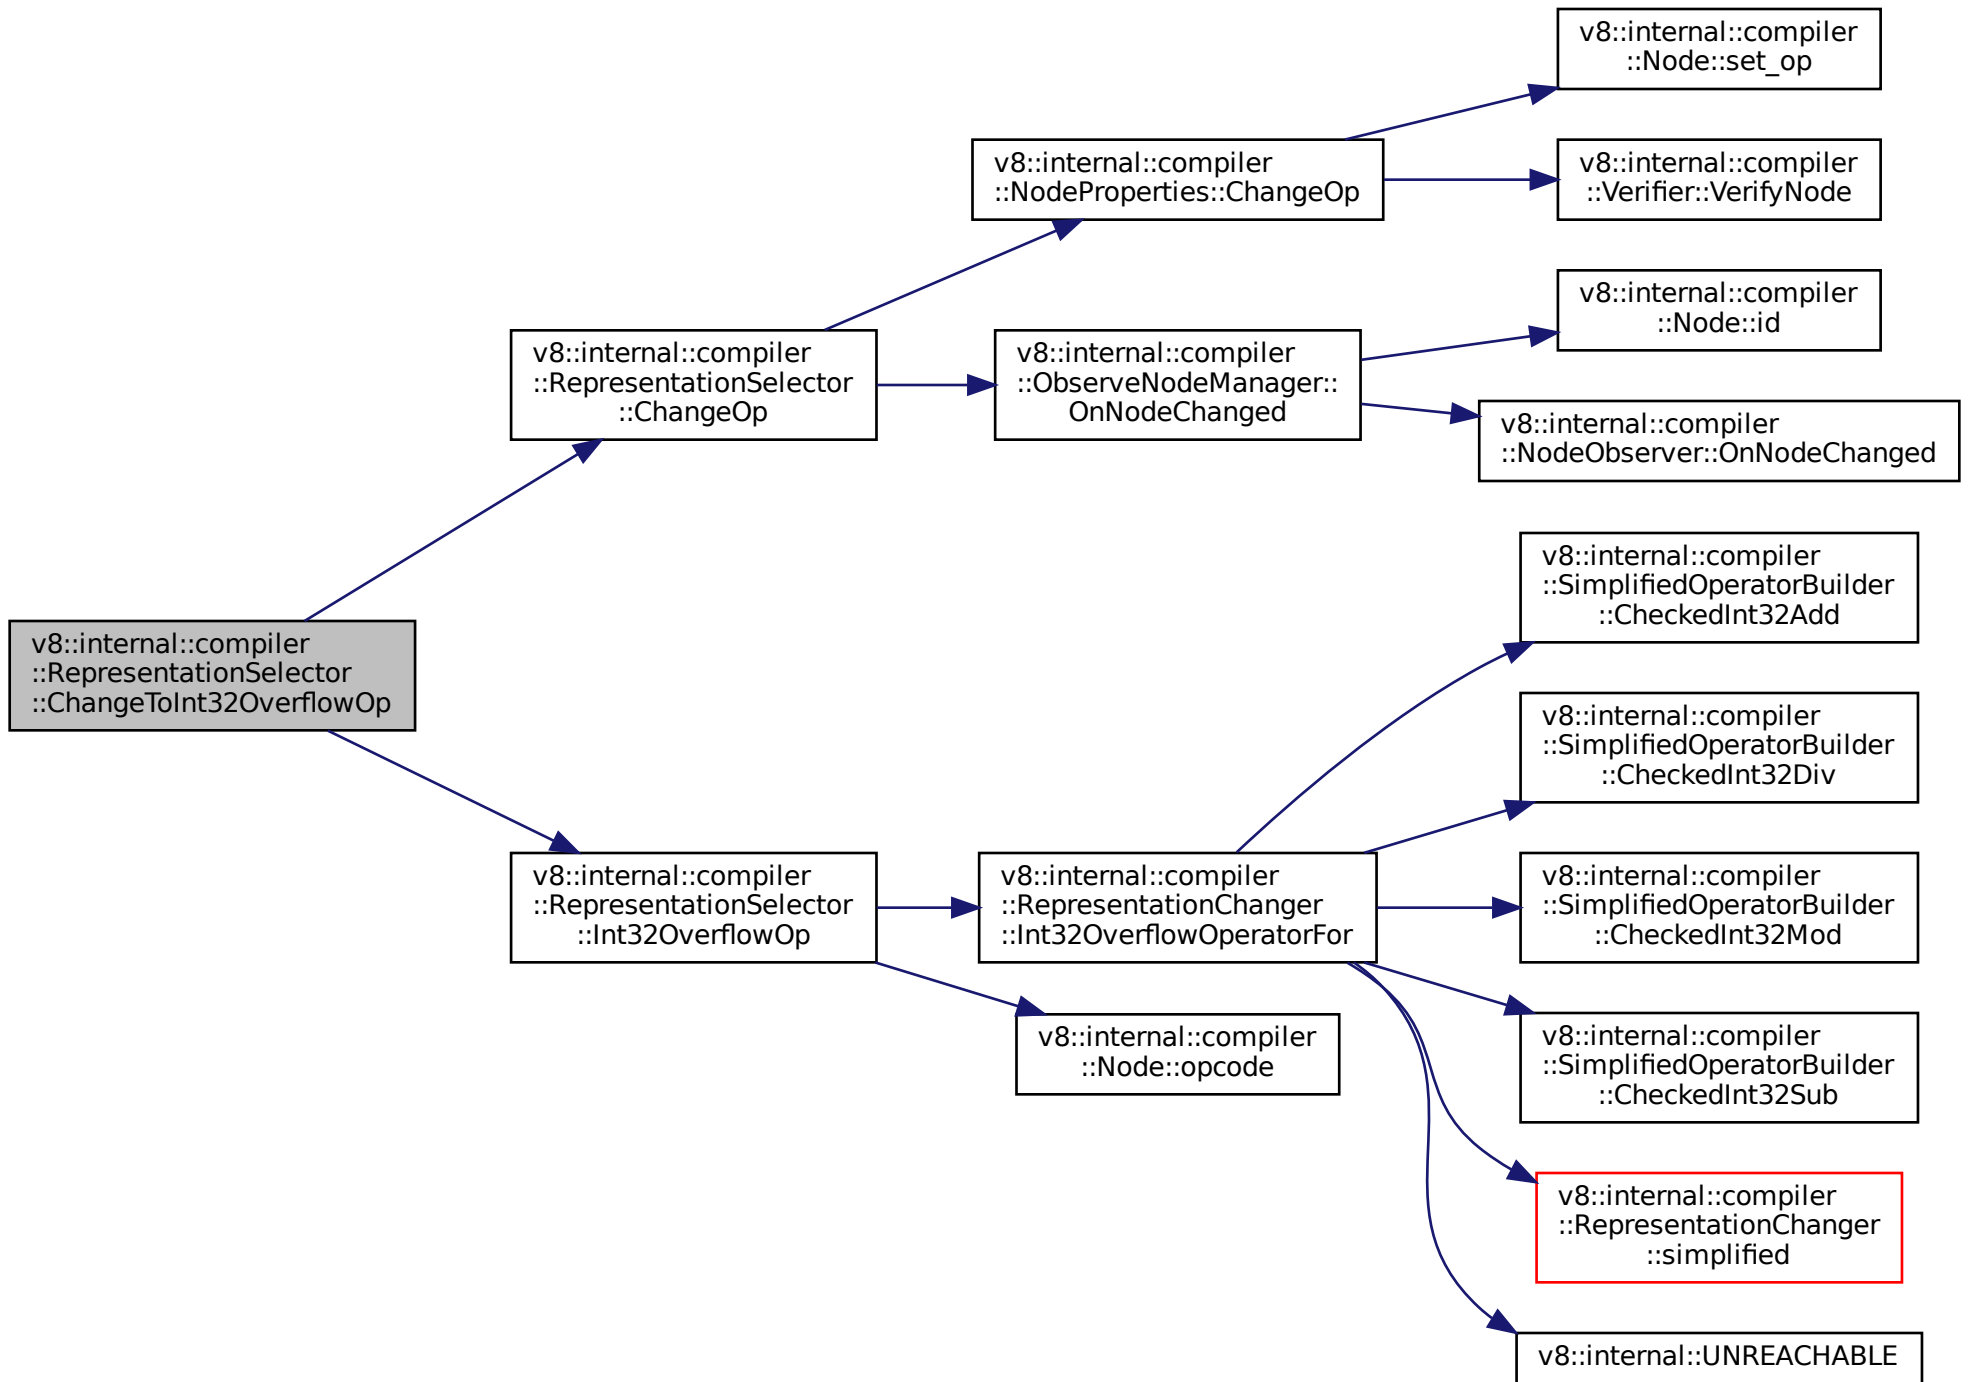 v8::internal::compiler
::Node::set_op
v8::internal::compiler
::NodeProperties::ChangeOp
v8::internal::compiler
::Verifier::VerifyNode
v8::internal::compiler
::Node::id
v8::internal::compiler
::RepresentationSelector
::ChangeOp
v8::internal::compiler
::ObserveNodeManager::
OnNodeChanged
v8::internal::compiler
::NodeObserver::OnNodeChanged
v8::internal::compiler
::SimplifiedOperatorBuilder
::CheckedInt32Add
v8::internal::compiler
::RepresentationSelector
::ChangeToInt32OverflowOp
v8::internal::compiler
::SimplifiedOperatorBuilder
::CheckedInt32Div
v8::internal::compiler
::RepresentationSelector
::Int32OverflowOp
v8::internal::compiler
::RepresentationChanger
::Int32OverflowOperatorFor
v8::internal::compiler
::SimplifiedOperatorBuilder
::CheckedInt32Mod
v8::internal::compiler
::Node::opcode
v8::internal::compiler
::SimplifiedOperatorBuilder
::CheckedInt32Sub
v8::internal::compiler
::RepresentationChanger
::simplified
v8::internal::UNREACHABLE